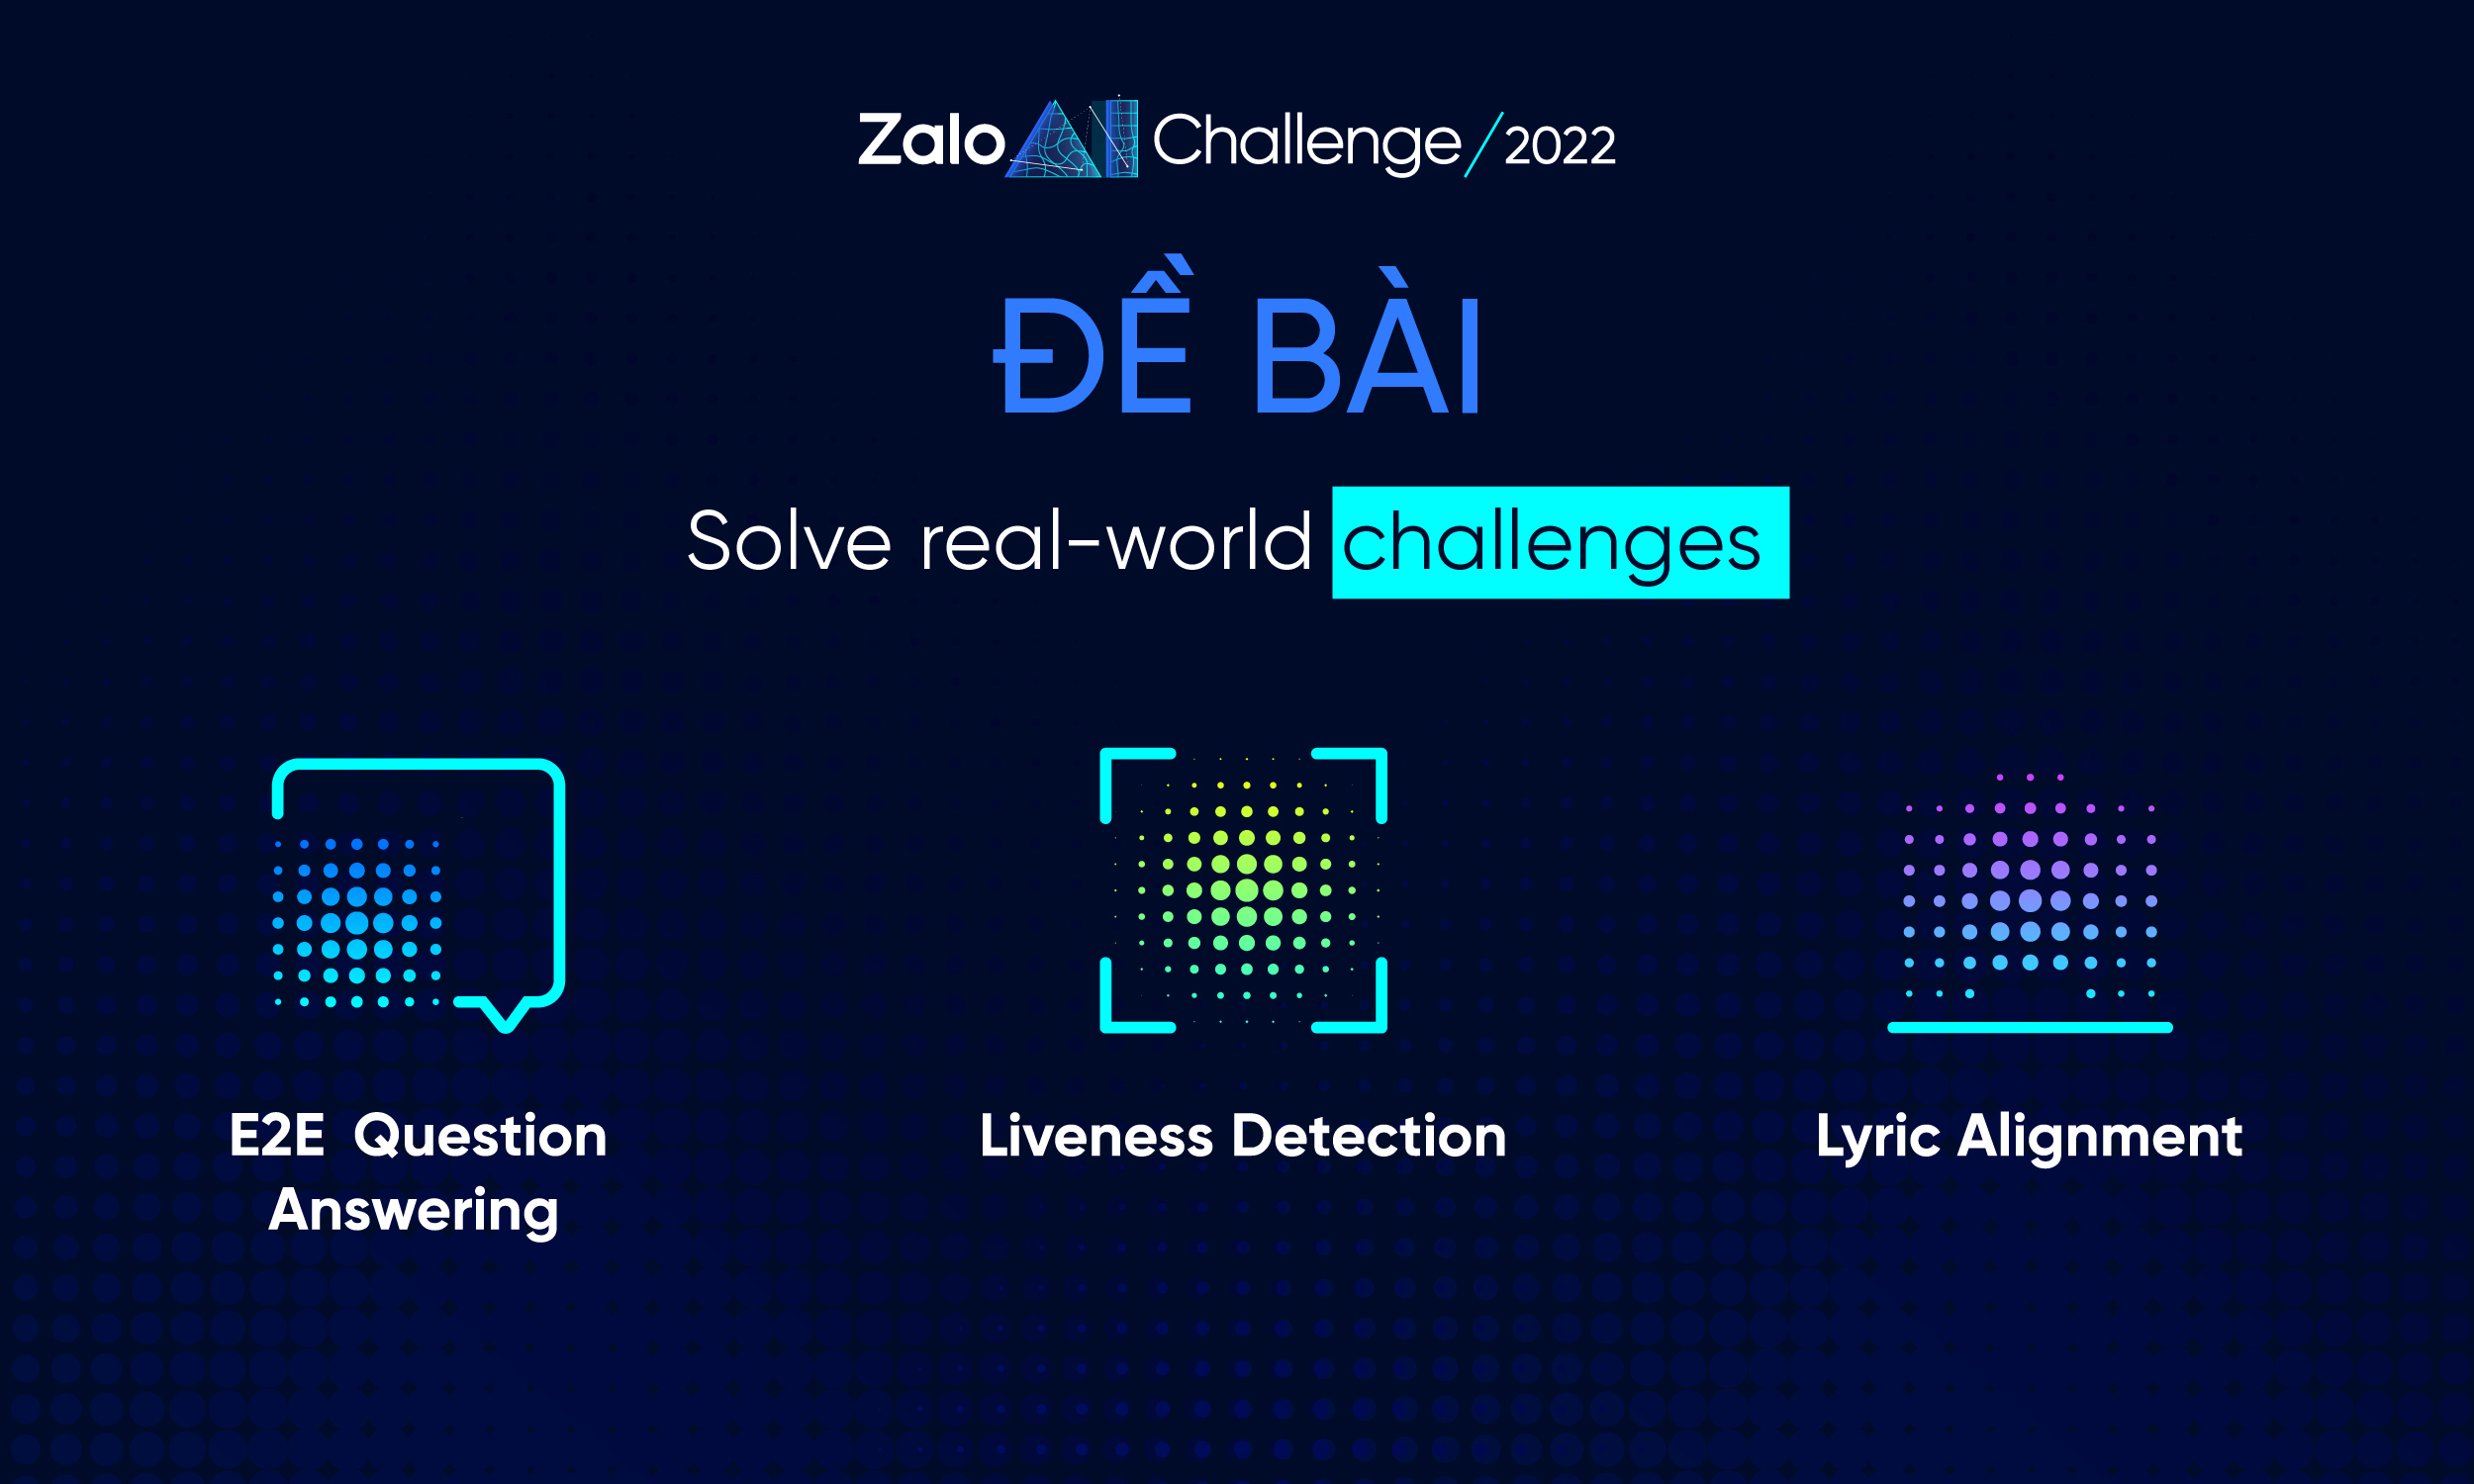 Zalo AI Challenge/2022
ĐỀ BÀI
Solve real-world challenges
E2E Question
Answering
Liveness Detection
Lyric Alignment